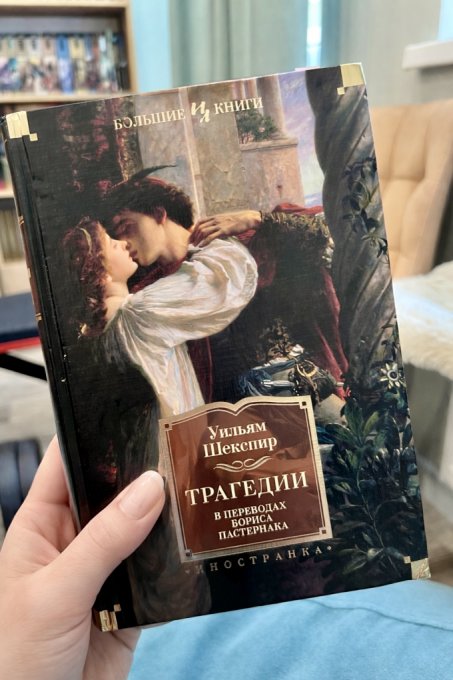 БОЛЬШИЕ КНИГИ
Уильям
Шекспир
ТРАГЕДИИ
В ПЕРЕВОДАХ
БОРИСА
ПАСТЕРНАКА
«ИНОСТРАНКА»